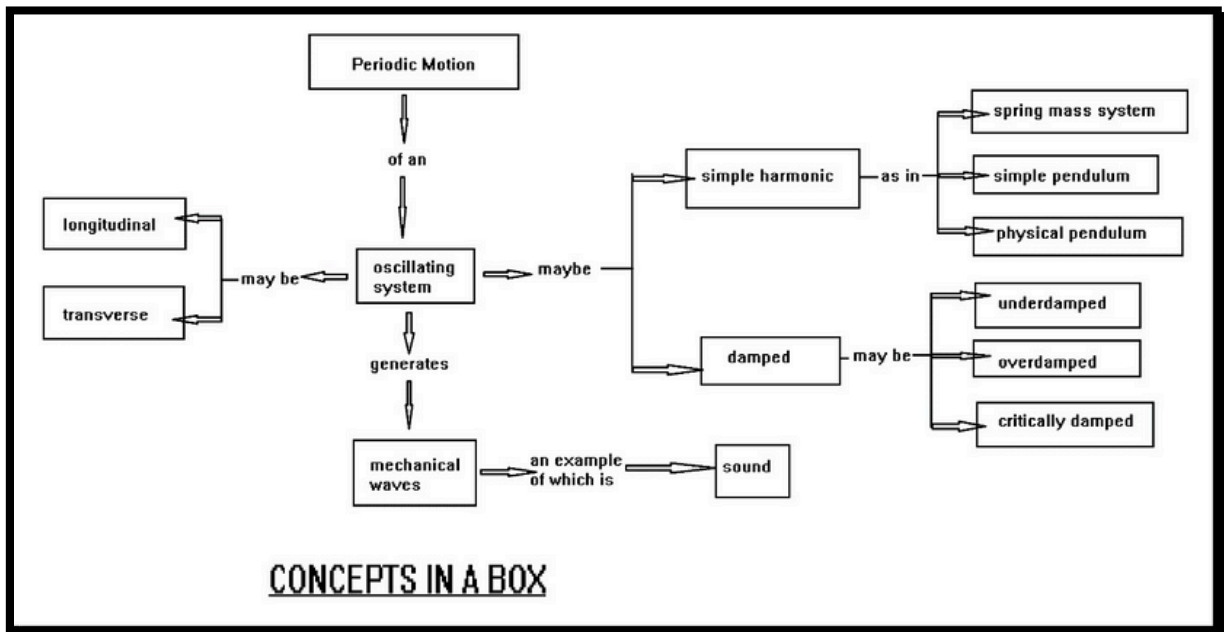 Periodic Motion
of an
oscillating
system
may be
longitudinal
transverse
maybe
simple harmonic
as in
spring mass system
simple pendulum
physical pendulum
damped
may be
underdamped
overdamped
critically damped
generates
mechanical
waves
an example
of which is
sound
CONCEPTS IN A BOX